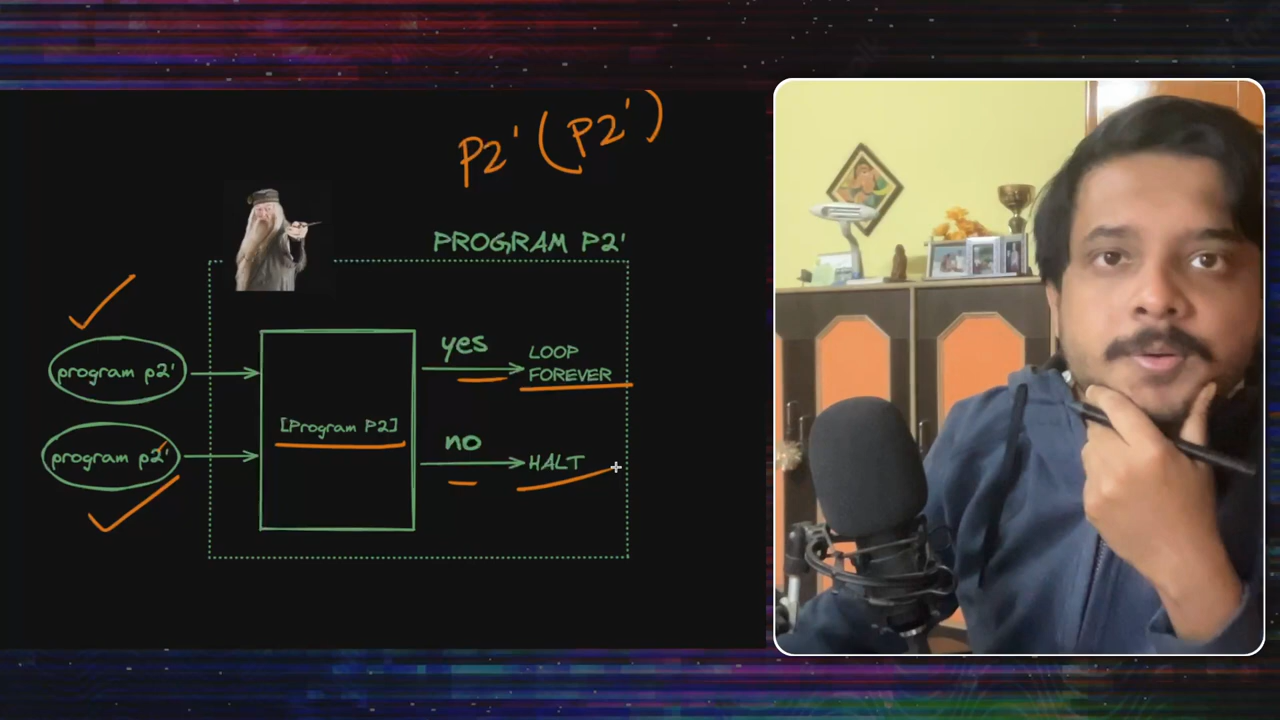 P2' (P2')
PROGRAM P2'
program p2'
program p2'
[Program P2]
yes
LOOP
FOREVER
no
HALT